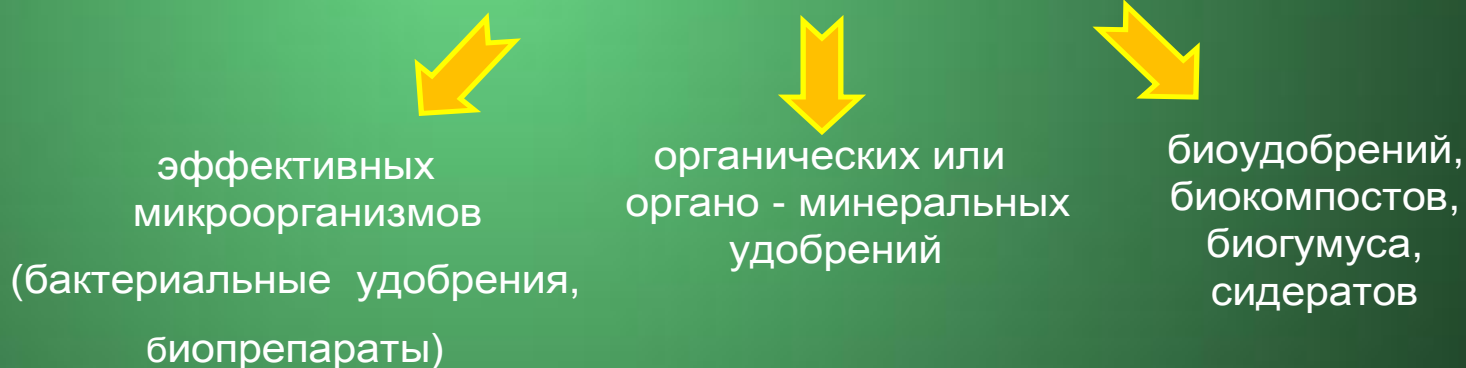 эффективных
микроорганизмов
(бактериальные удобрения,
биопрепараты)
органических или
органо - минеральных
удобрений
биоудобрений,
биокомпостов,
биогумуса,
сидератов